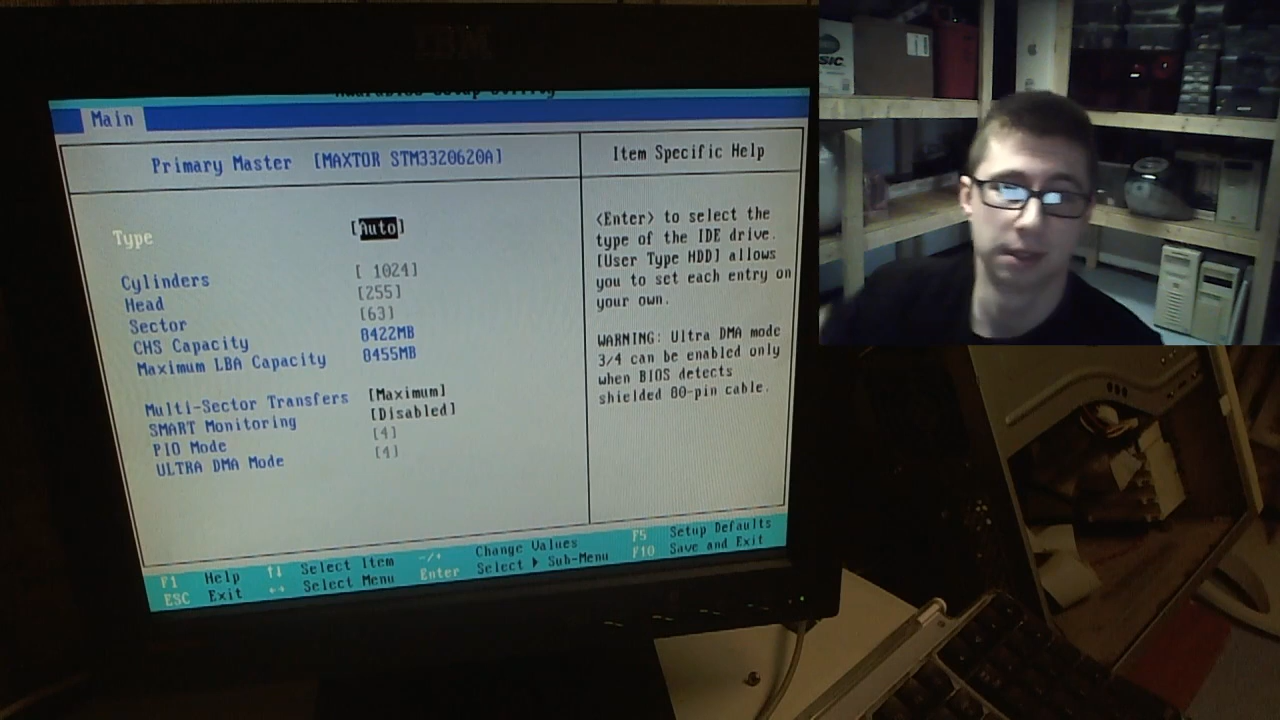 IBM
Main
Primary Master [MAXTOR STM3320620A]
Item Specific Help
Type [Auto]
Cylinders [ 1024]
Head [255]
Sector [63]
CHS Capacity 8422MB
Maximum LBA Capacity 8455MB
Multi-Sector Transfers [Maximum]
SMART Monitoring [Disabled]
PIO Mode [4]
ULTRA DMA Mode [4]
<Enter> to select the
type of the IDE drive.
[User Type HDD] allows
you to set each entry on
your own.
WARNING: Ultra DMA mode
3/4 can be enabled only
when BIOS detects
shielded 80-pin cable.
F1 Help ↑↓ Select Item -/+ Change Values F5 Setup Defaults
ESC Exit ←→ Select Menu Enter Select ▶ Sub-Menu F10 Save and Exit